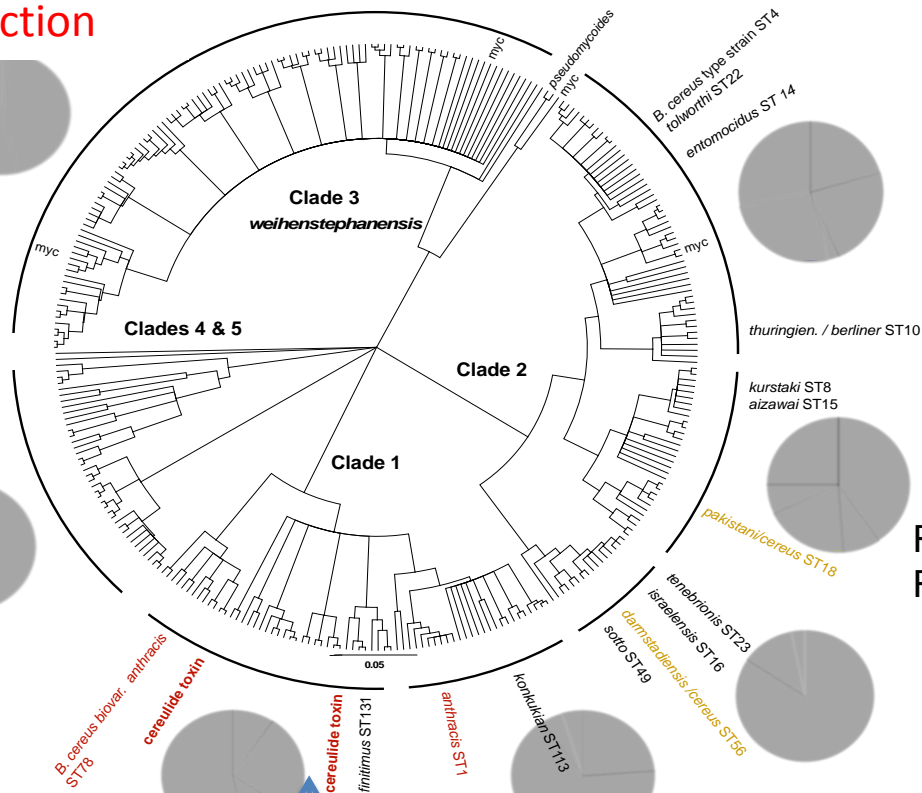 ction
myc
pseudomycoides
myc
B. cereus type strain ST4
tolworthi ST22
entomocidus ST 14
Clade 3
weihenstephanensis
myc
myc
Clades 4 & 5
thuringien. / berliner ST10
Clade 2
kurstaki ST8
aizawai ST15
Clade 1
pakistani/cereus ST18
F
F
tenebrionis ST23
israelensis ST16
darmstadiensis /cereus ST56
sotto ST49
0.05
B. cereus biovar. anthracis
ST78
cereulide toxin
cereulide toxin
finitimus ST131
anthracis ST1
konkukian ST113